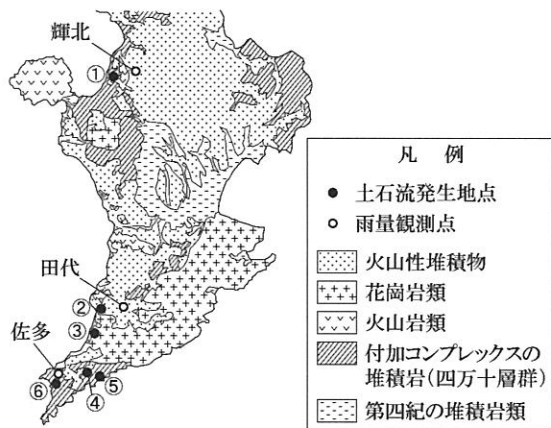 輝北
①
田代
②
③
佐多
⑥
④
⑤
凡例
土石流発生地点
雨量観測点
火山性堆積物
花崗岩類
火山岩類
付加コンプレックスの
堆積岩(四万十層群)
第四紀の堆積岩類